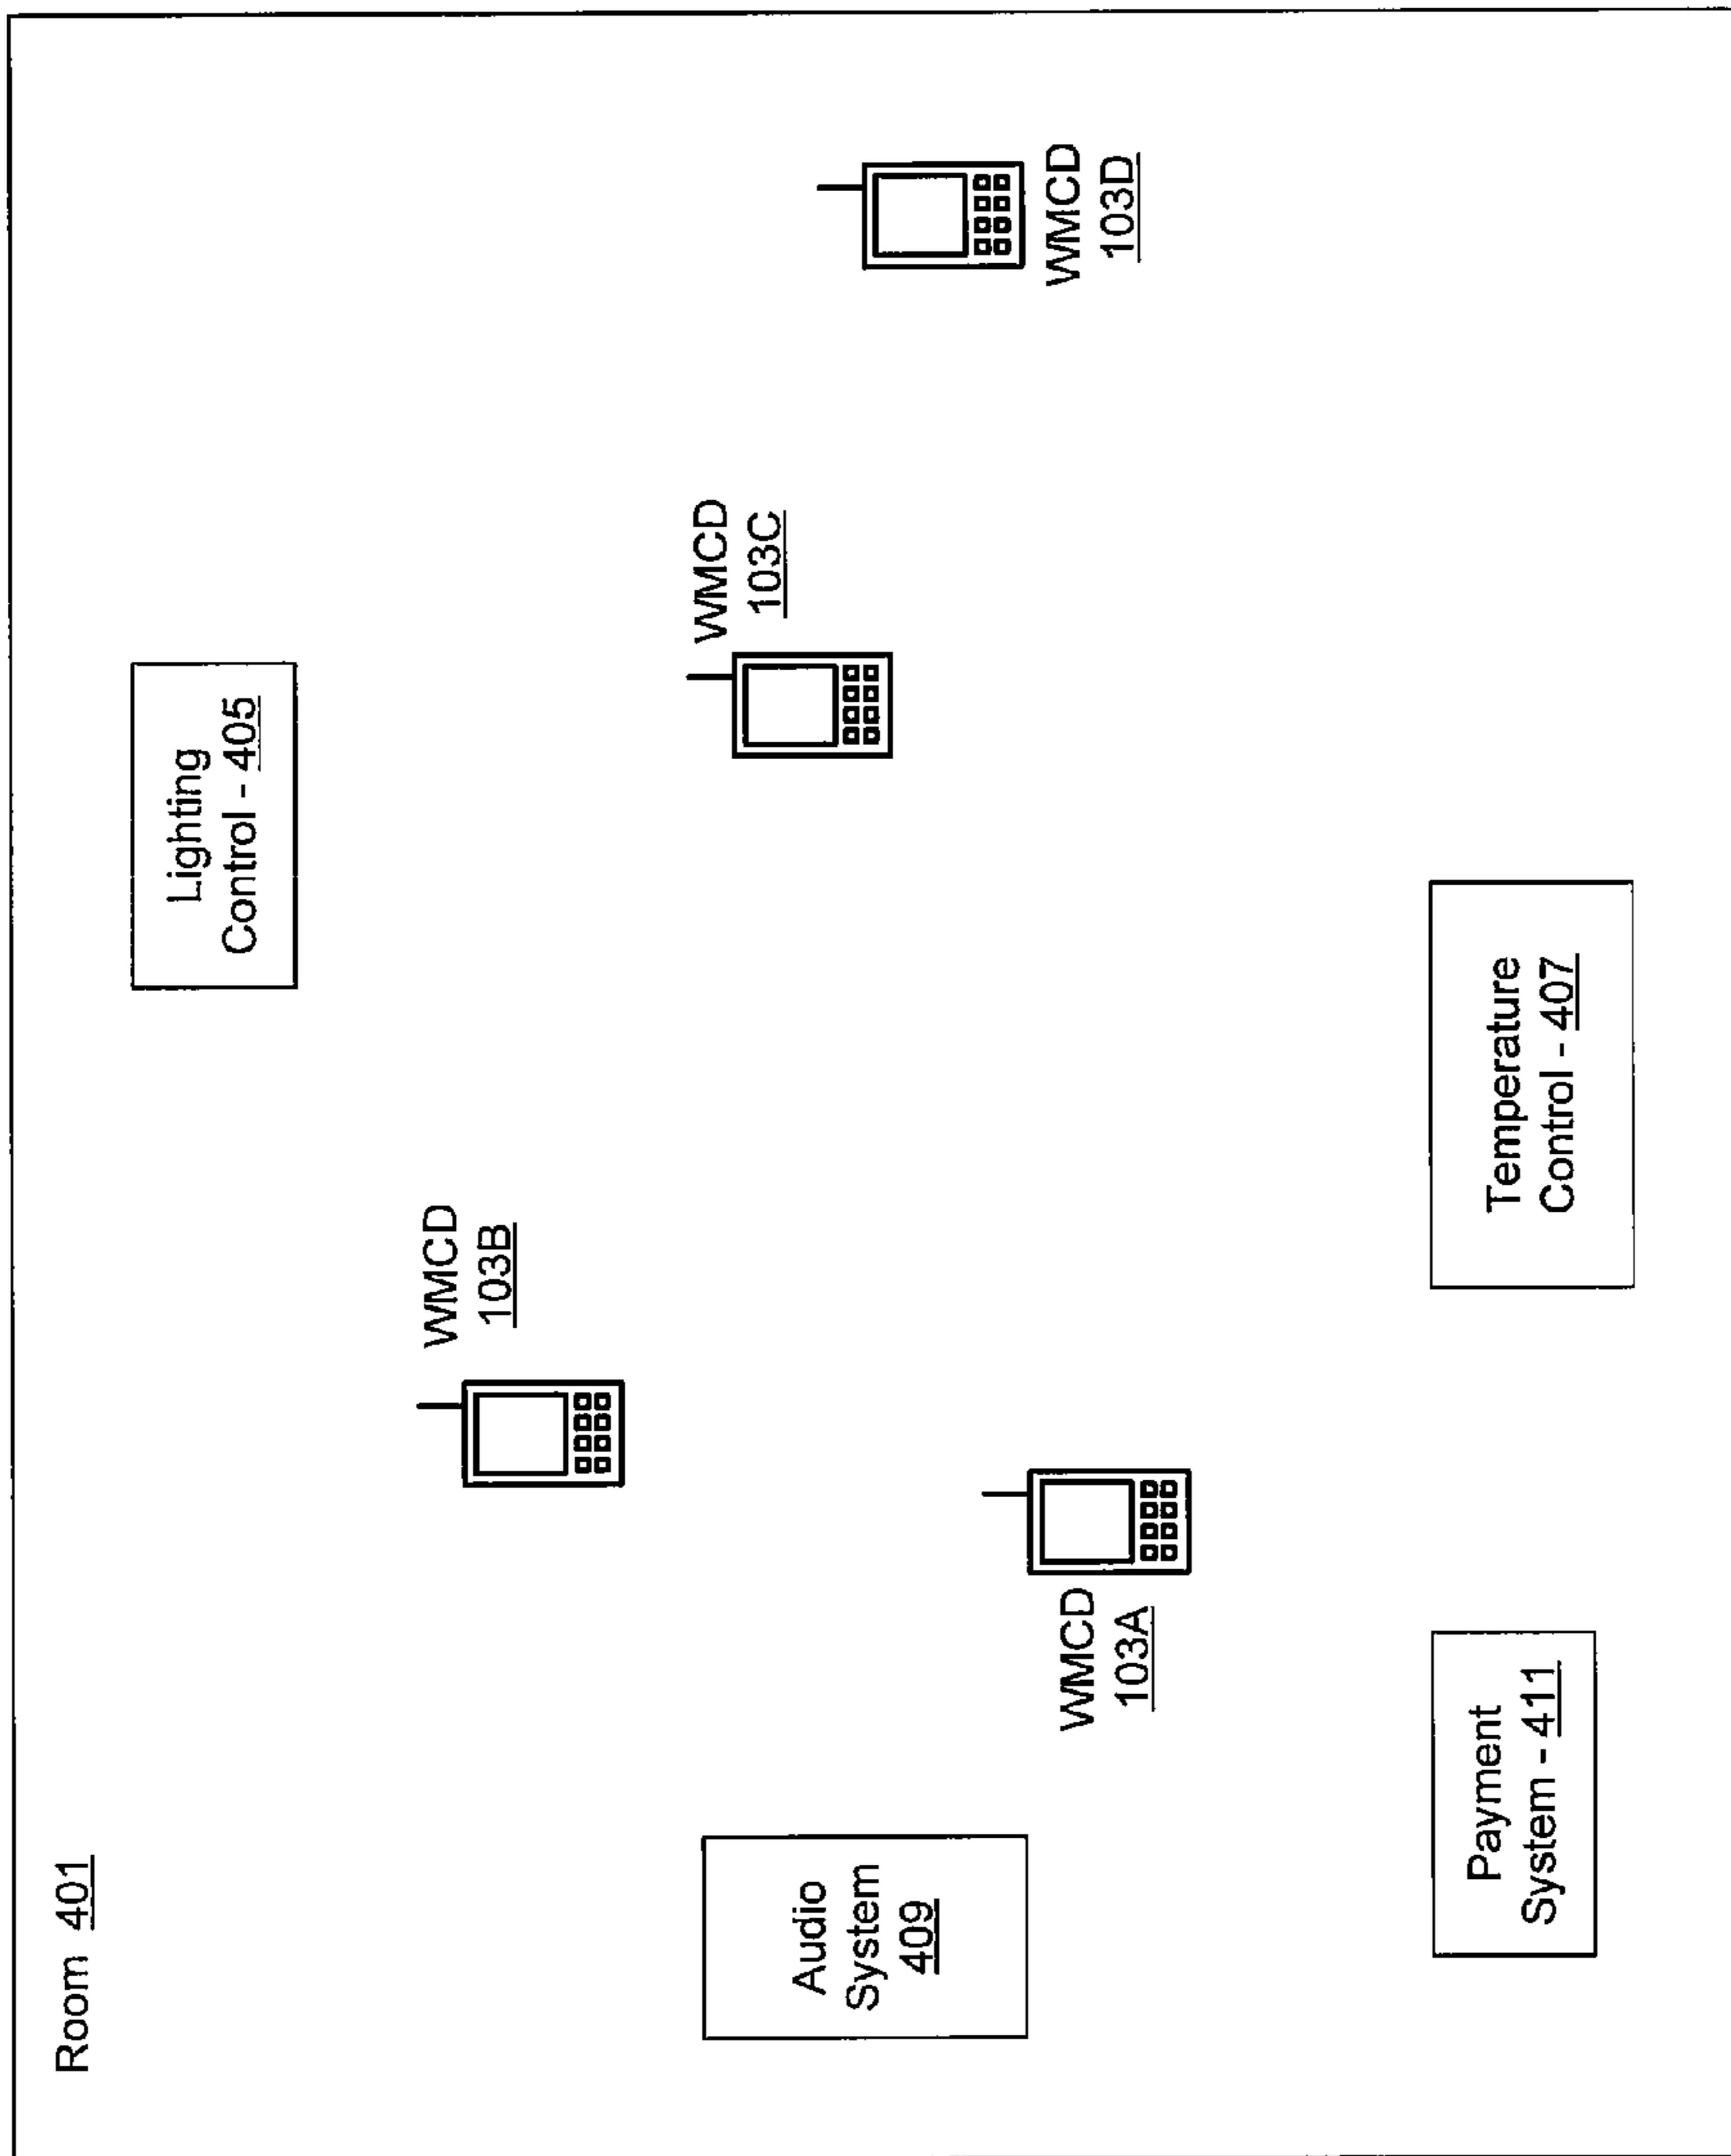 Room 401
Lighting
Control - 405
WMCD
103B
WMCD
103C
Audio
System
409
WMCD
103D
WMCD
103A
Payment
System - 411
Temperature
Control - 407